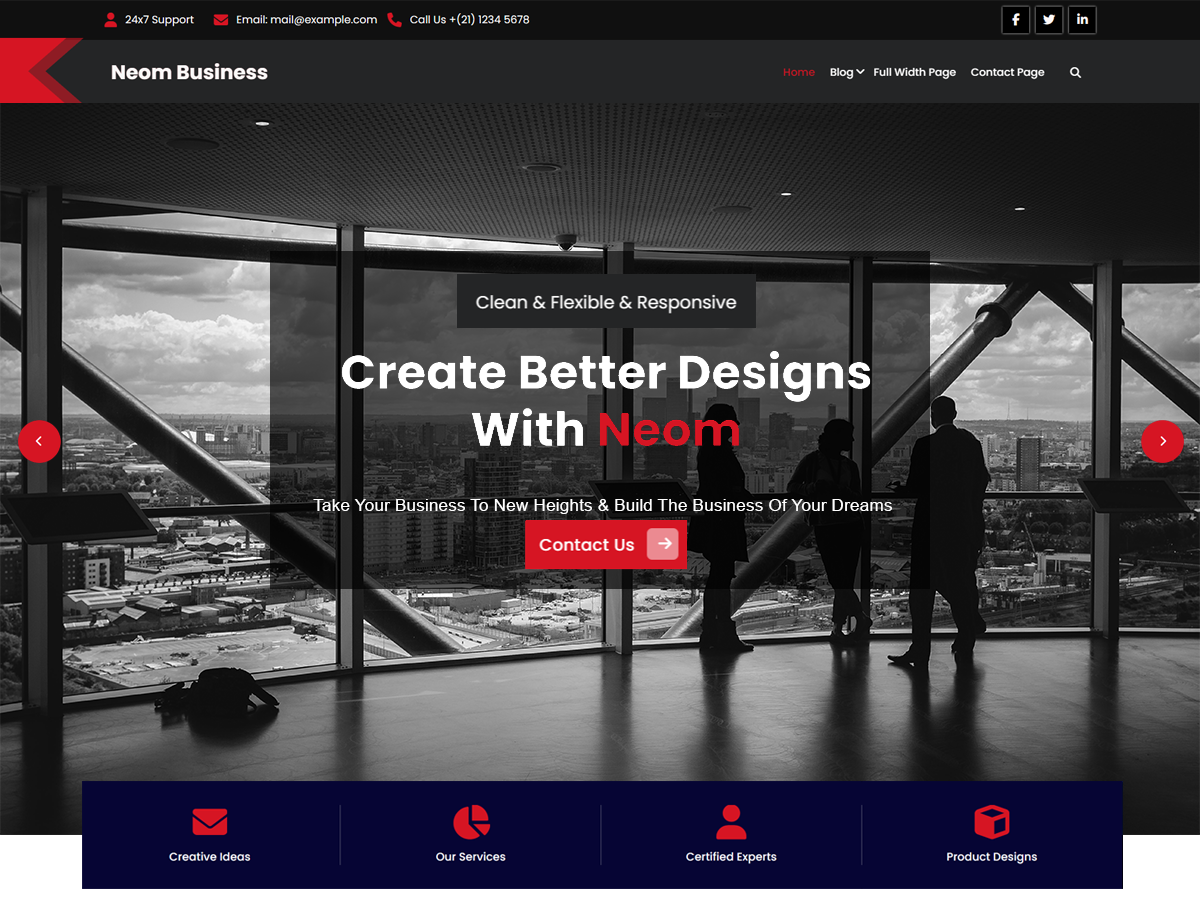 24x7 Support Email: mail@example.com Call Us +(21) 1234 5678
Neom Business
Home Blog Full Width Page Contact Page
Clean & Flexible & Responsive
Create Better Designs
With Neom
Take Your Business To New Heights & Build The Business Of Your Dreams
Contact Us
Creative Ideas Our Services Certified Experts Product Designs